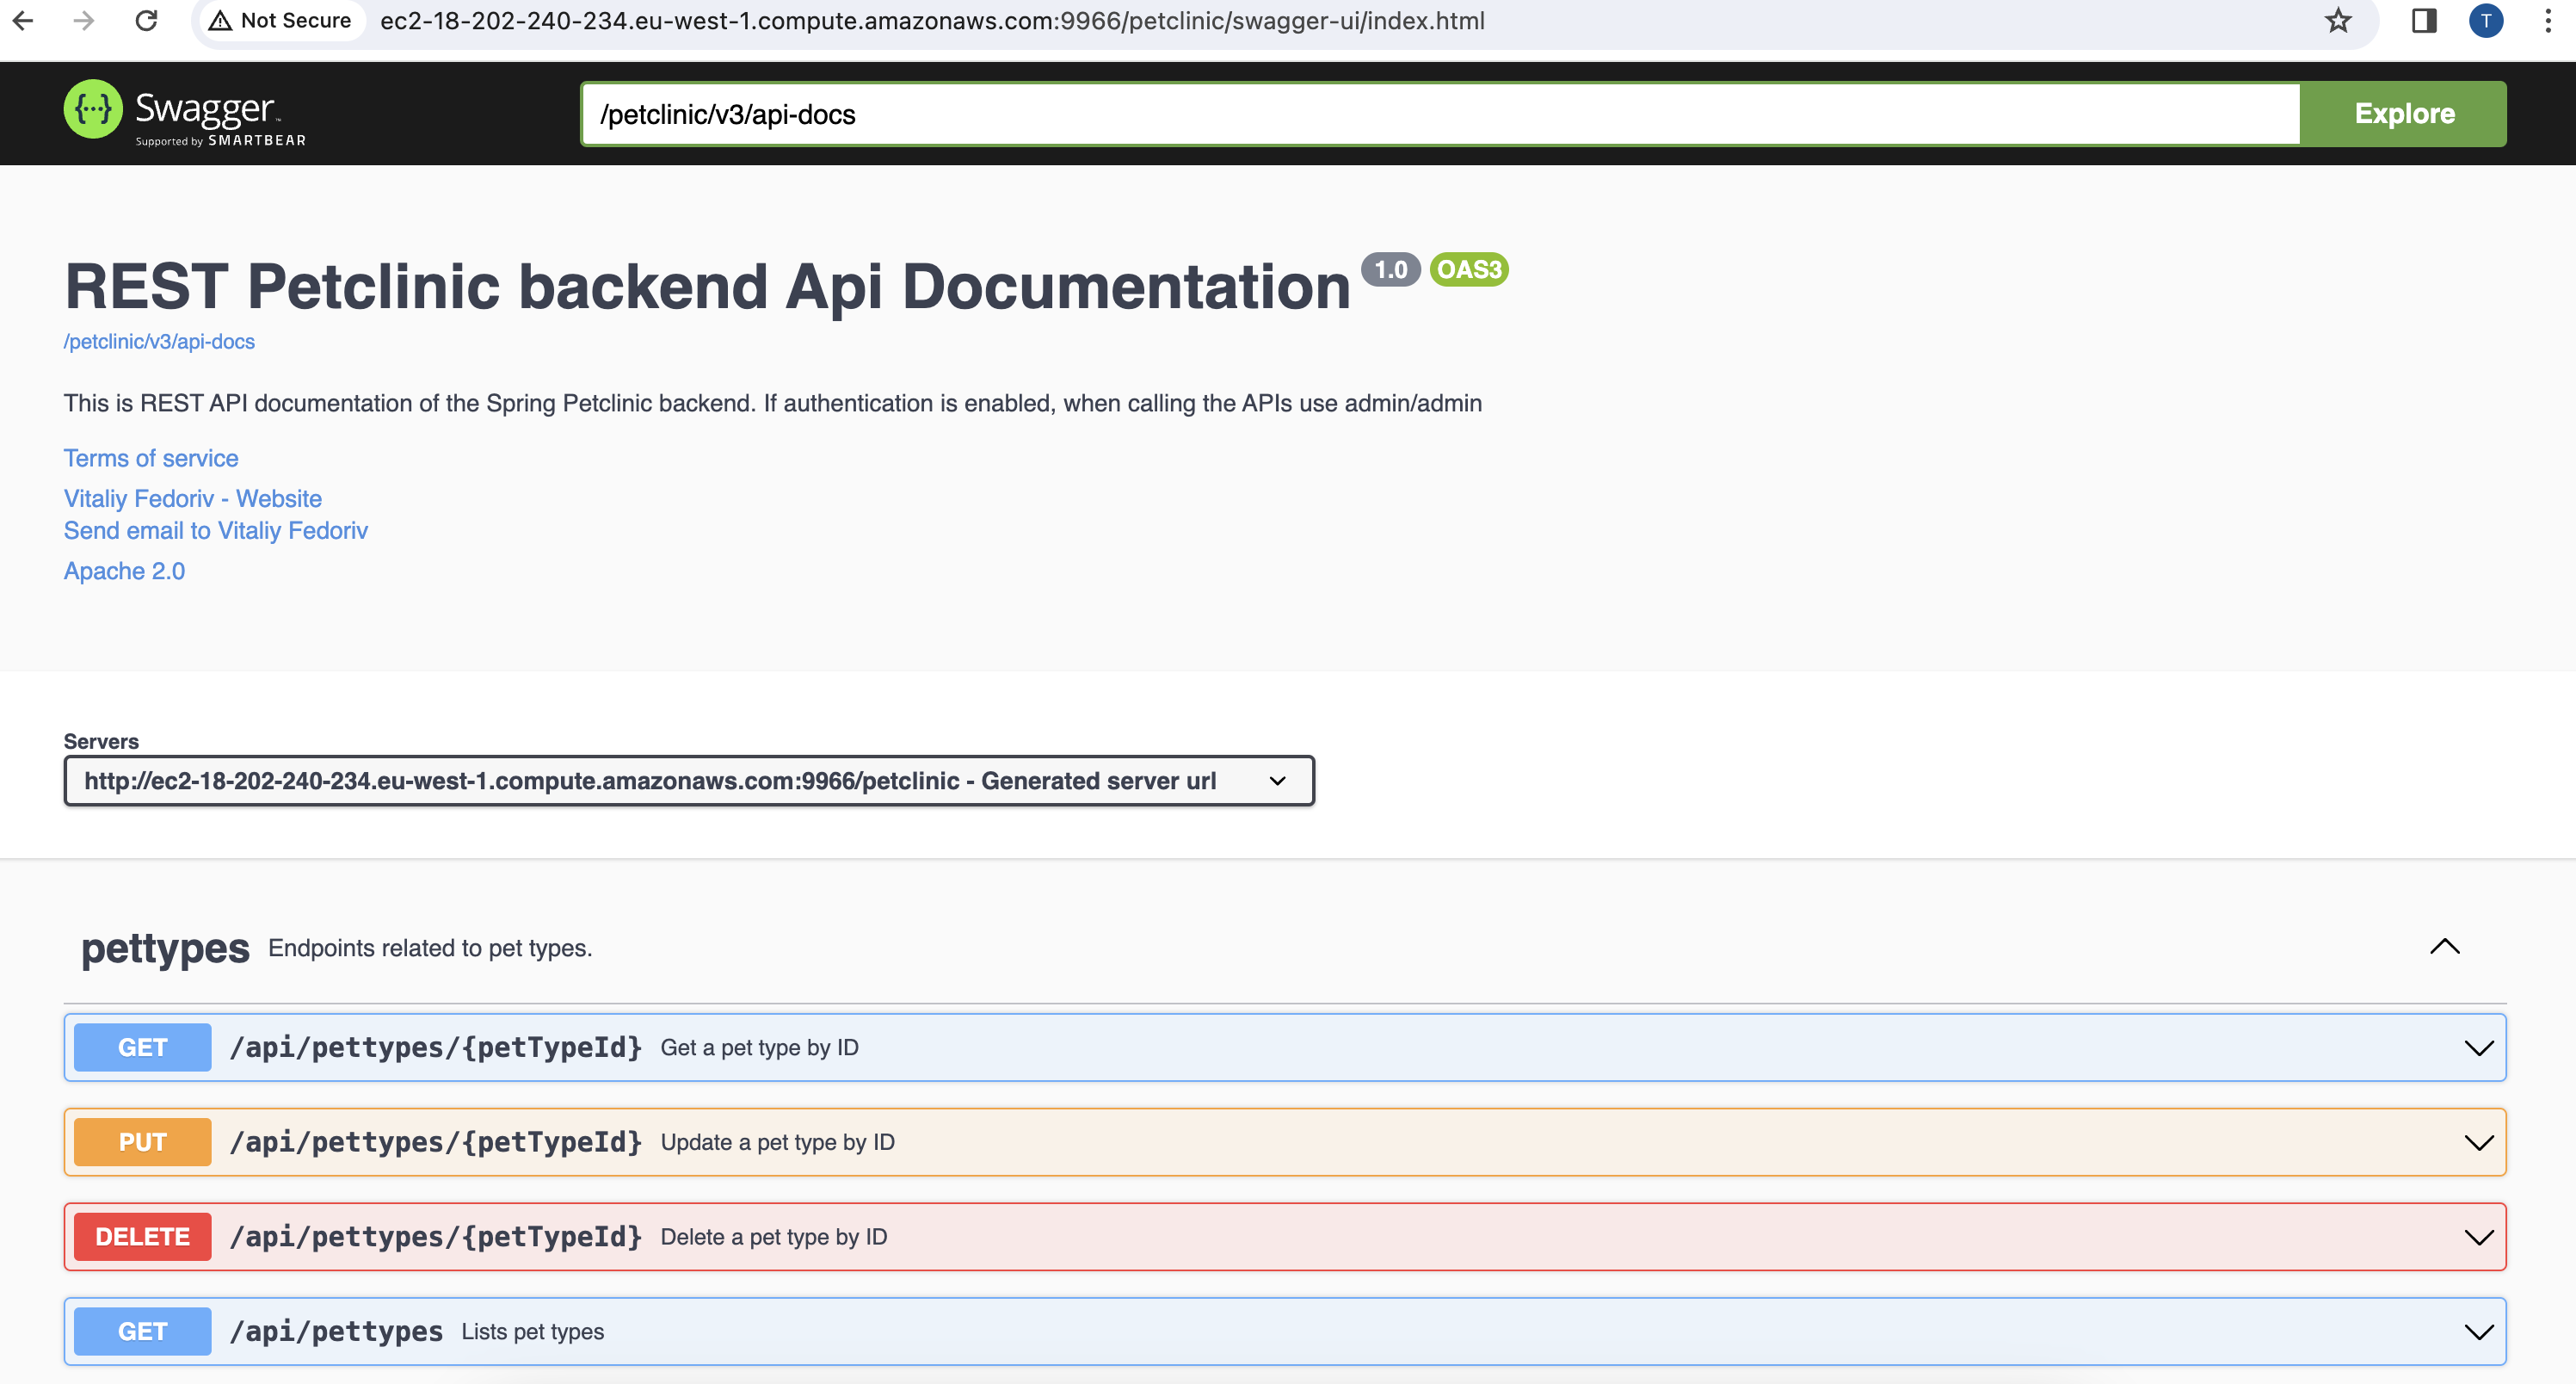 Not Secure ec2-18-202-240-234.eu-west-1.compute.amazonaws.com:9966/petclinic/swagger-ui/index.html T
{···} Swagger™
Supported by SMARTBEAR
/petclinic/v3/api-docs Explore
REST Petclinic backend Api Documentation 1.0 OAS3
/petclinic/v3/api-docs
This is REST API documentation of the Spring Petclinic backend. If authentication is enabled, when calling the APIs use admin/admin
Terms of service
Vitaliy Fedoriv - Website
Send email to Vitaliy Fedoriv
Apache 2.0
Servers
http://ec2-18-202-240-234.eu-west-1.compute.amazonaws.com:9966/petclinic - Generated server url
pettypes Endpoints related to pet types.
GET /api/pettypes/{petTypeId} Get a pet type by ID
PUT /api/pettypes/{petTypeId} Update a pet type by ID
DELETE /api/pettypes/{petTypeId} Delete a pet type by ID
GET /api/pettypes Lists pet types